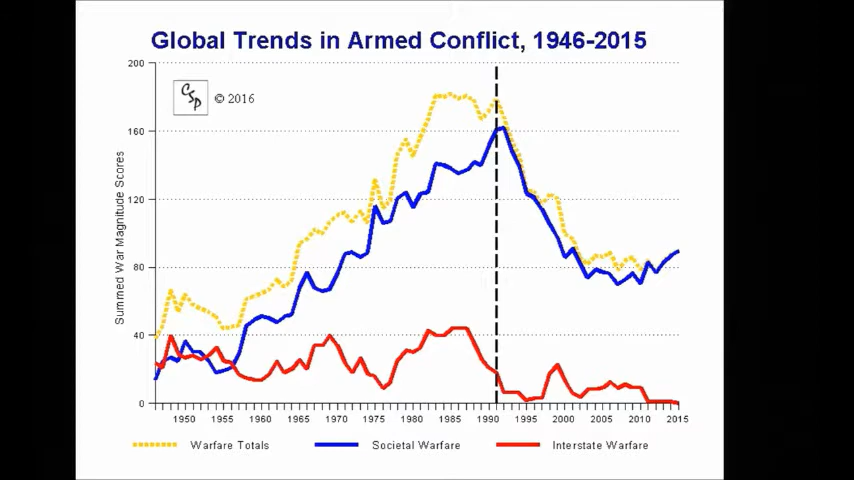 Global Trends in Armed Conflict, 1946-2015
CSP © 2016
Summed War Magnitude Scores
200
160
120
80
40
0
1950 1955 1960 1965 1970 1975 1980 1985 1990 1995 2000 2005 2010 2015
Warfare Totals Societal Warfare Interstate Warfare